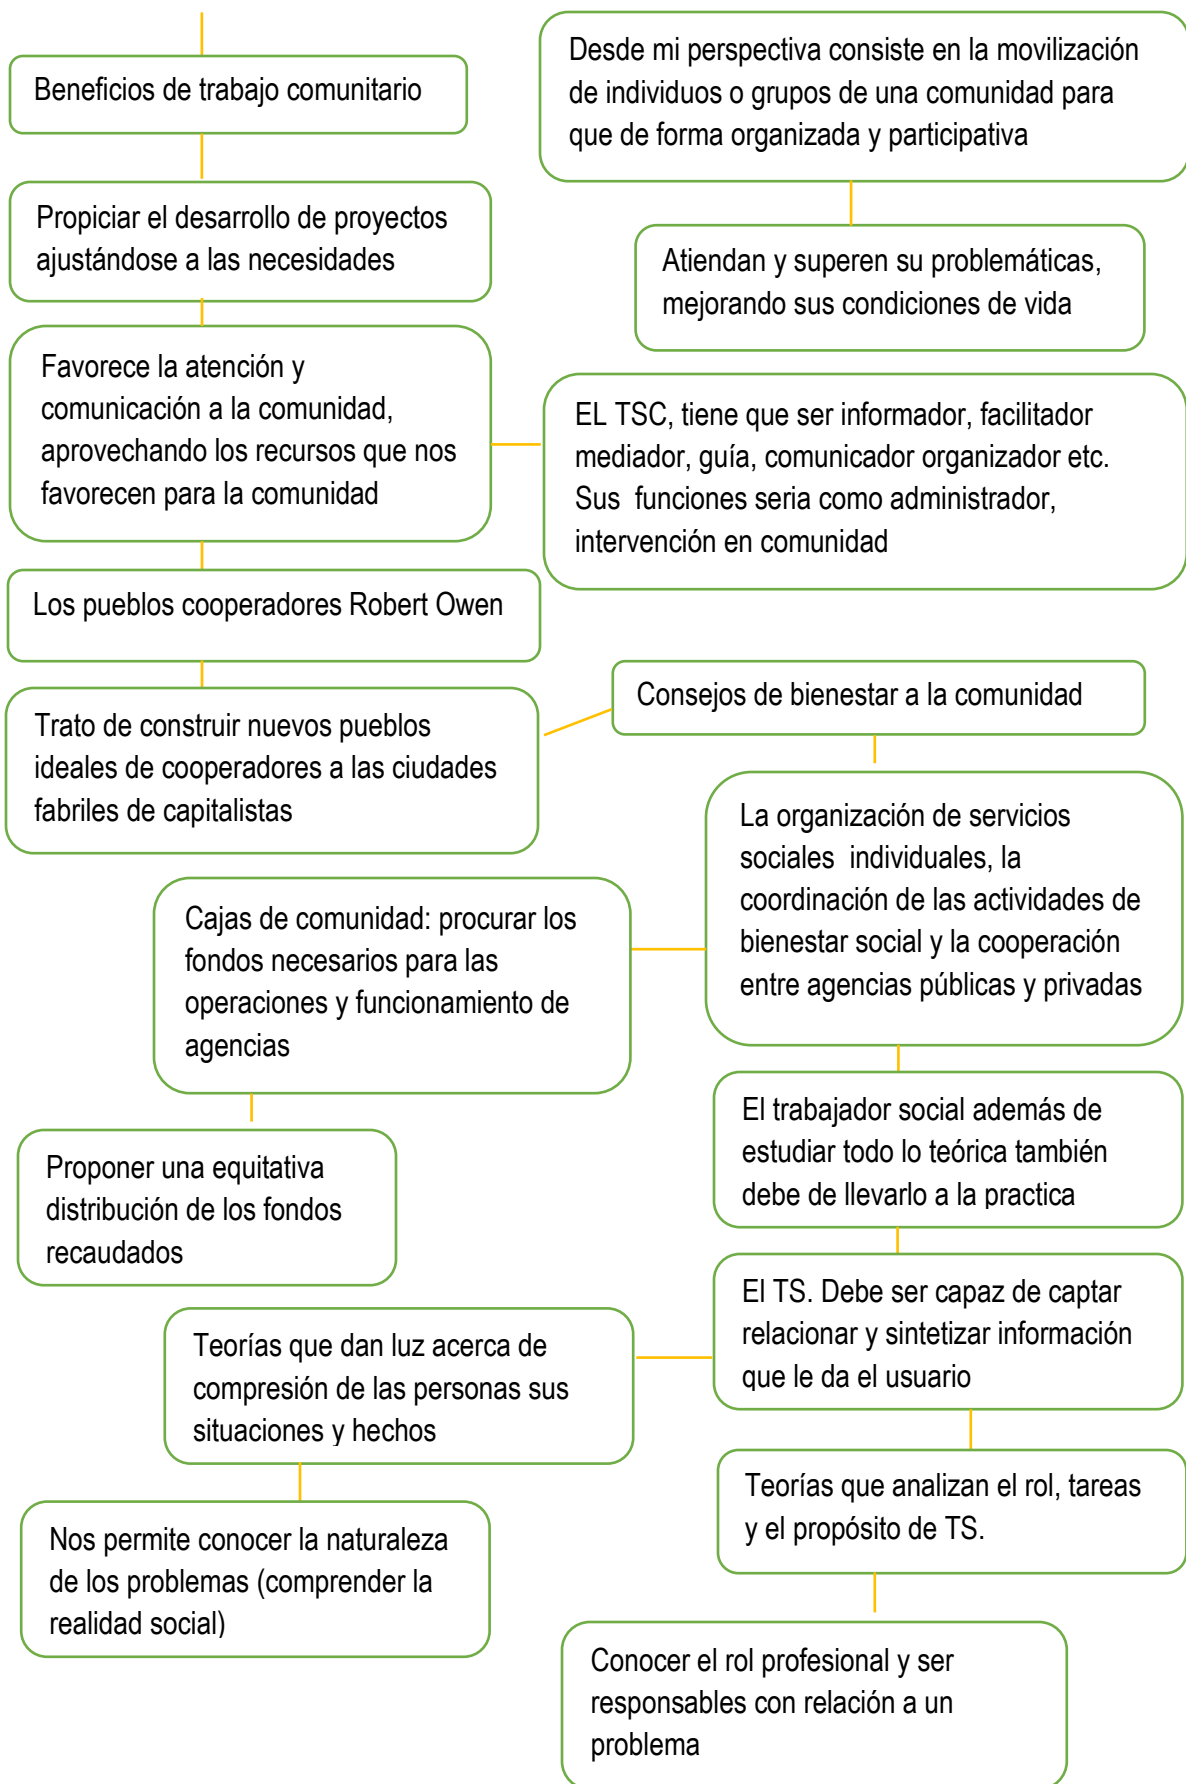 Beneficios de trabajo comunitario
Desde mi perspectiva consiste en la movilización
de individuos o grupos de una comunidad para
que de forma organizada y participativa
Propiciar el desarrollo de proyectos
ajustándose a las necesidades
Atiendan y superen su problemáticas,
mejorando sus condiciones de vida
Favorece la atención y
comunicación a la comunidad,
aprovechando los recursos que nos
favorecen para la comunidad
EL TSC, tiene que ser informador, facilitador
mediador, guía, comunicador organizador etc.
Sus  funciones seria como administrador,
intervención en comunidad
Los pueblos cooperadores Robert Owen
Trato de construir nuevos pueblos
ideales de cooperadores a las ciudades
fabriles de capitalistas
Consejos de bienestar a la comunidad
La organización de servicios
sociales  individuales, la
coordinación de las actividades de
bienestar social y la cooperación
entre agencias públicas y privadas
Cajas de comunidad: procurar los
fondos necesarios para las
operaciones y funcionamiento de
agencias
Proponer una equitativa
distribución de los fondos
recaudados
El trabajador social además de
estudiar todo lo teórica también
debe de llevarlo a la practica
El TS. Debe ser capaz de captar
relacionar y sintetizar información
que le da el usuario
Teorías que dan luz acerca de
compresión de las personas sus
situaciones y hechos
Nos permite conocer la naturaleza
de los problemas (comprender la
realidad social)
Teorías que analizan el rol, tareas
y el propósito de TS.
Conocer el rol profesional y ser
responsables con relación a un
problema